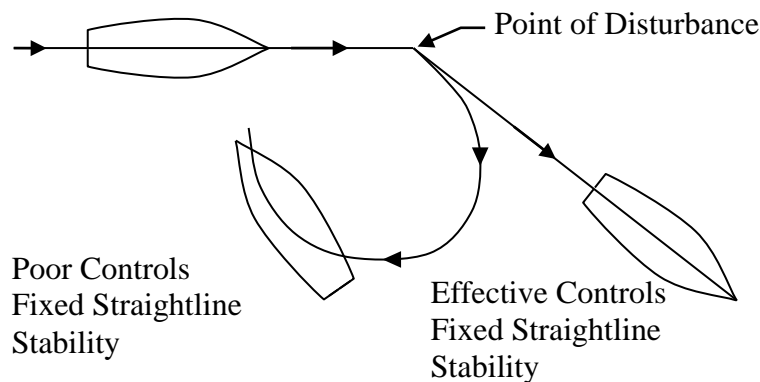 Point of Disturbance
Poor Controls
Fixed Straightline
Stability
Effective Controls
Fixed Straightline
Stability